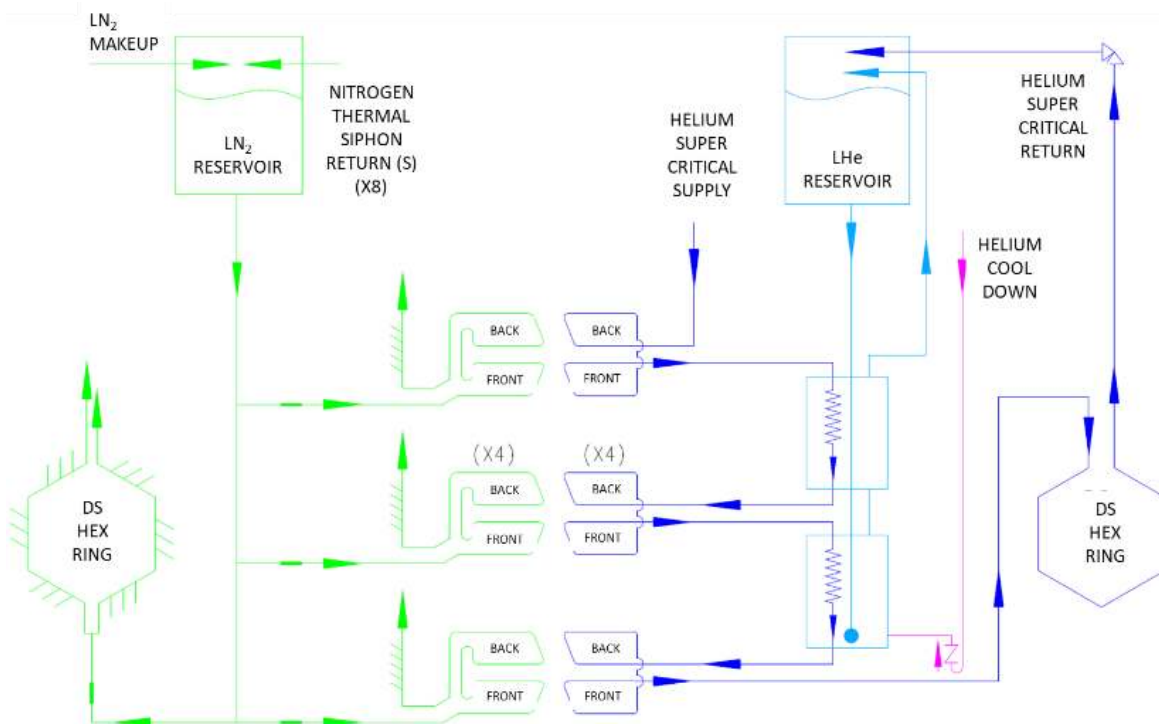 LN₂
MAKEUP
LN₂
RESERVOIR
NITROGEN
THERMAL
SIPHON
RETURN (S)
(X8)
HELIUM
SUPER
CRITICAL
SUPPLY
LHe
RESERVOIR
HELIUM
SUPER
CRITICAL
RETURN
HELIUM
COOL
DOWN
BACK
FRONT
BACK
FRONT
(X4)
(X4)
BACK
FRONT
BACK
FRONT
DS
HEX
RING
DS
HEX
RING
BACK
FRONT
BACK
FRONT